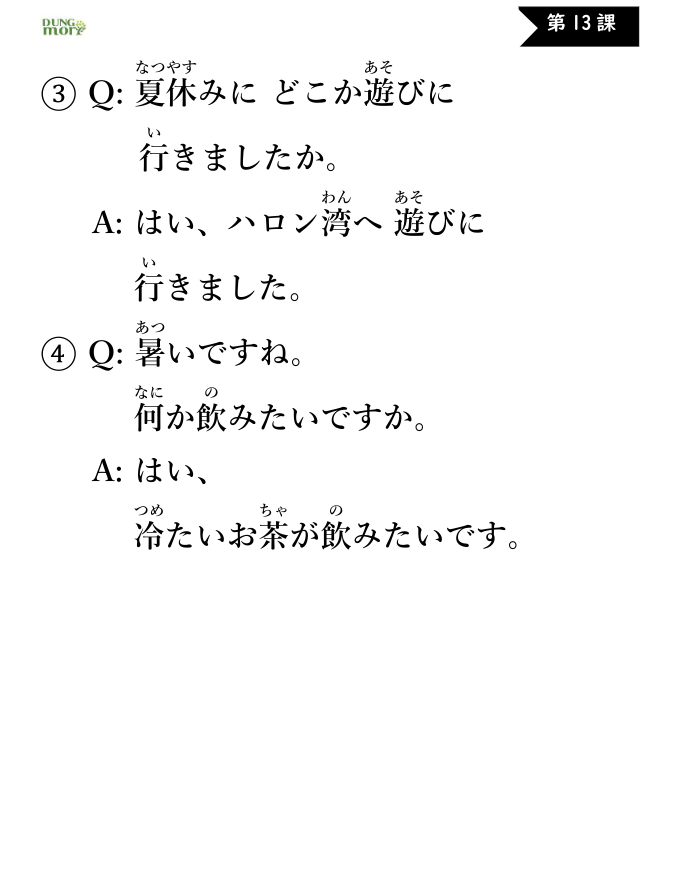 DUNG
mori
第13課
なつやす あそ
③ Q: 夏休みに どこか遊びに
い
行きましたか。
わん あそ
A: はい、ハロン湾へ 遊びに
い
行きました。
あつ
④ Q: 暑いですね。
なに の
何か飲みたいですか。
A: はい、
つめ ちゃ の
冷たいお茶が飲みたいです。